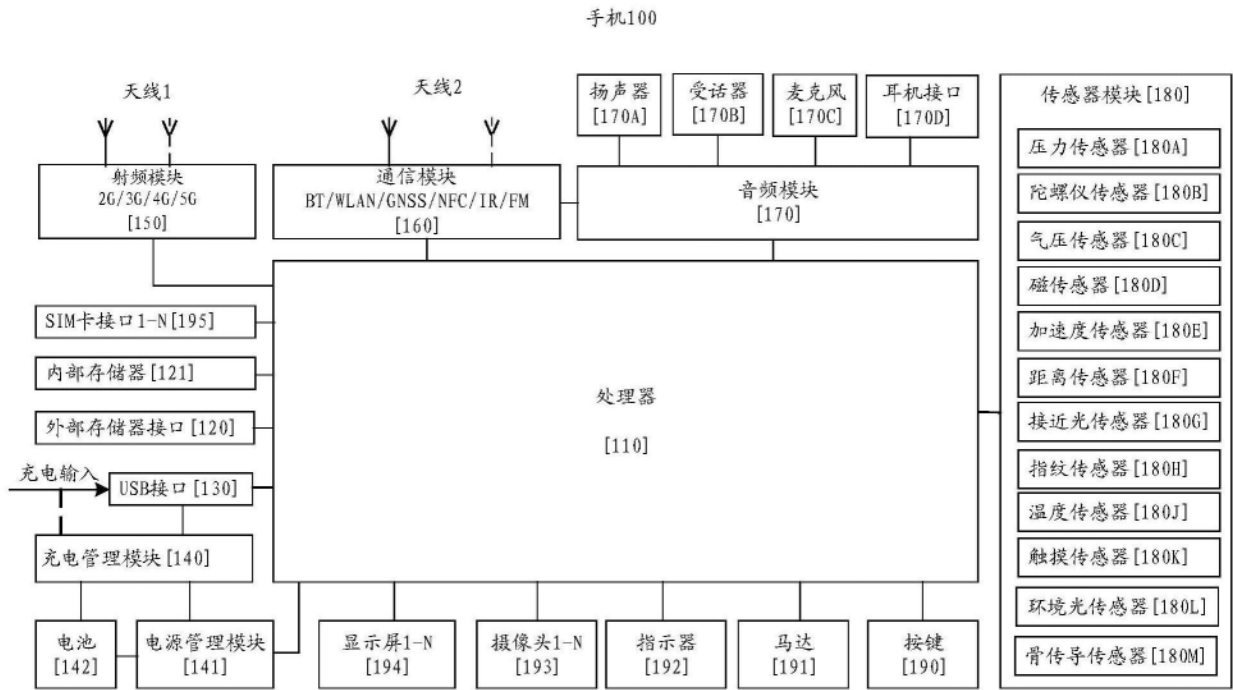 手机100
天线1
天线2
扬声器
[170A]
受话器
[170B]
麦克风
[170C]
耳机接口
[170D]
射频模块
2G/3G/4G/5G
[150]
通信模块
BT/WLAN/GNSS/NFC/IR/FM
[160]
音频模块
[170]
SIM卡接口1-N[195]
内部存储器[121]
外部存储器接口[120]
充电输入
USB接口[130]
充电管理模块[140]
处理器
[110]
电池
[142]
电源管理模块
[141]
显示屏1-N
[194]
摄像头1-N
[193]
指示器
[192]
马达
[191]
按键
[190]
传感器模块[180]
压力传感器[180A]
陀螺仪传感器[180B]
气压传感器[180C]
磁传感器[180D]
加速度传感器[180E]
距离传感器[180F]
接近光传感器[180G]
指纹传感器[180H]
温度传感器[180J]
触摸传感器[180K]
环境光传感器[180L]
骨传导传感器[180M]